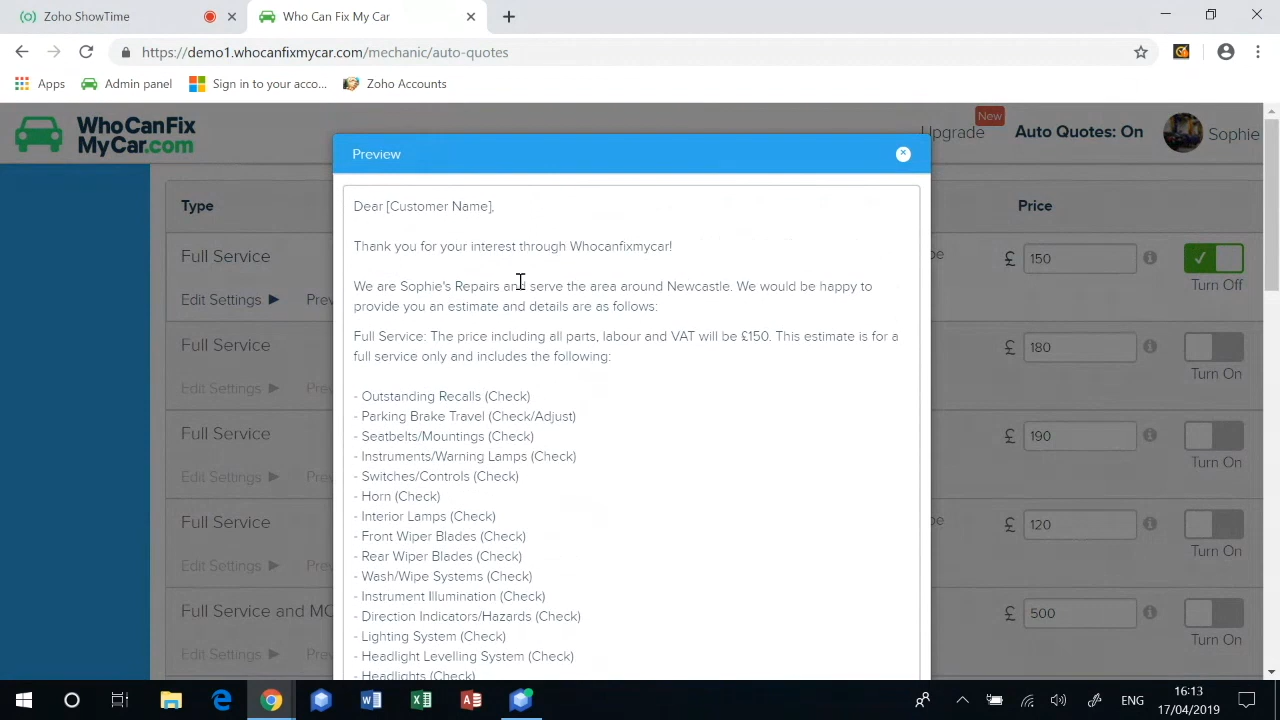 Zoho ShowTime
Who Can Fix My Car
https://demo1.whocanfixmycar.com/mechanic/auto-quotes
Apps
Admin panel
Sign in to your acco...
Zoho Accounts
WhoCanFix
MyCar.com
New
Upgrade
Auto Quotes: On
Sophie
Preview
Type
Price
Full Service
£ 150
Edit Settings
Turn Off
Full Service
£ 180
Edit Settings
Turn On
Full Service
£ 190
Edit Settings
Turn On
Full Service
£ 120
Edit Settings
Turn On
Full Service and MO
£ 500
Edit Settings
Turn On
Dear [Customer Name],
Thank you for your interest through Whocanfixmycar!
We are Sophie's Repairs and serve the area around Newcastle. We would be happy to
provide you an estimate and details are as follows:
Full Service: The price including all parts, labour and VAT will be £150. This estimate is for a
full service only and includes the following:
- Outstanding Recalls (Check)
- Parking Brake Travel (Check/Adjust)
- Seatbelts/Mountings (Check)
- Instruments/Warning Lamps (Check)
- Switches/Controls (Check)
- Horn (Check)
- Interior Lamps (Check)
- Front Wiper Blades (Check)
- Rear Wiper Blades (Check)
- Wash/Wipe Systems (Check)
- Instrument Illumination (Check)
- Direction Indicators/Hazards (Check)
- Lighting System (Check)
- Headlight Levelling System (Check)
- Headlights (Check)
ENG
16:13
17/04/2019